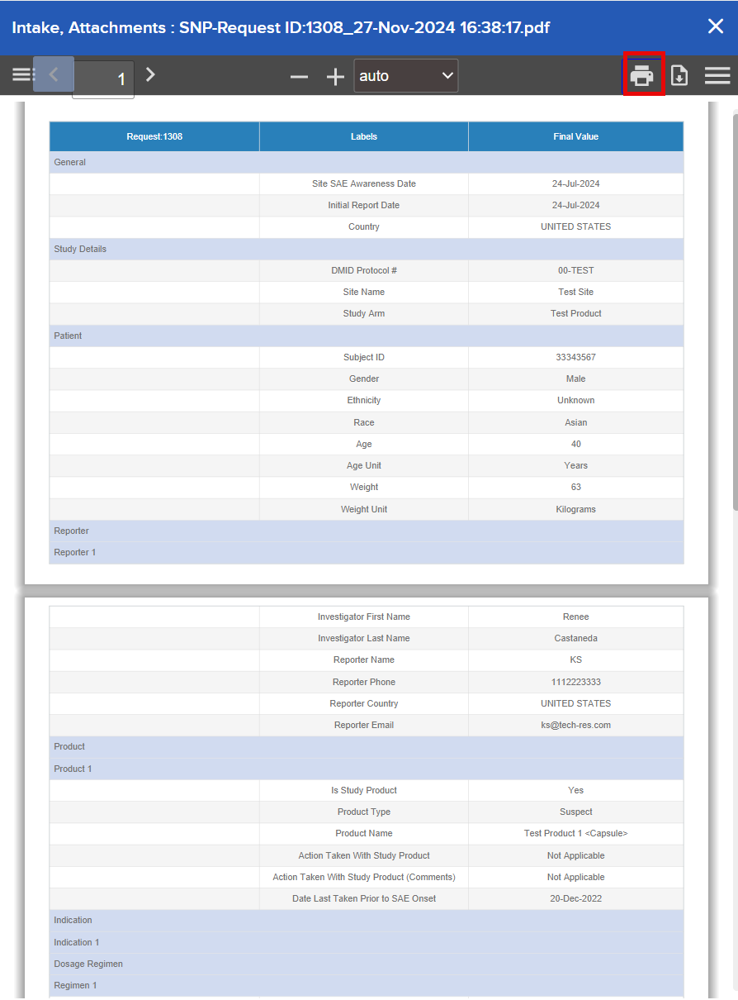 Intake, Attachments : SNP-Request ID:1308_27-Nov-2024 16:38:17.pdf
1 auto
Request:1308 Labels Final Value
General
Site SAE Awareness Date 24-Jul-2024
Initial Report Date 24-Jul-2024
Country UNITED STATES
Study Details
DMID Protocol # 00-TEST
Site Name Test Site
Study Arm Test Product
Patient
Subject ID 33343567
Gender Male
Ethnicity Unknown
Race Asian
Age 40
Age Unit Years
Weight 63
Weight Unit Kilograms
Reporter
Reporter 1
Investigator First Name Renee
Investigator Last Name Castaneda
Reporter Name KS
Reporter Phone 1112223333
Reporter Country UNITED STATES
Reporter Email ks@tech-res.com
Product
Product 1
Is Study Product Yes
Product Type Suspect
Product Name Test Product 1 <Capsule>
Action Taken With Study Product Not Applicable
Action Taken With Study Product (Comments) Not Applicable
Date Last Taken Prior to SAE Onset 20-Dec-2022
Indication
Indication 1
Dosage Regimen
Regimen 1